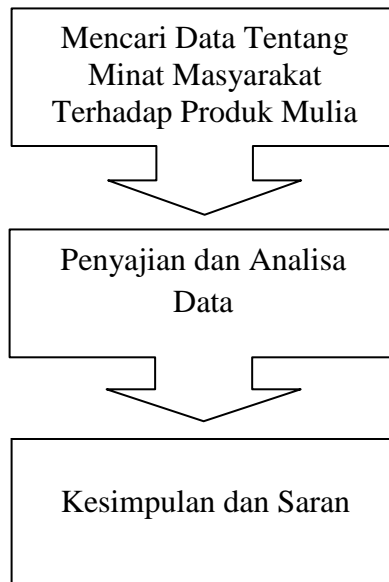 Mencari Data Tentang
Minat Masyarakat
Terhadap Produk Mulia
Penyajian dan Analisa
Data
Kesimpulan dan Saran